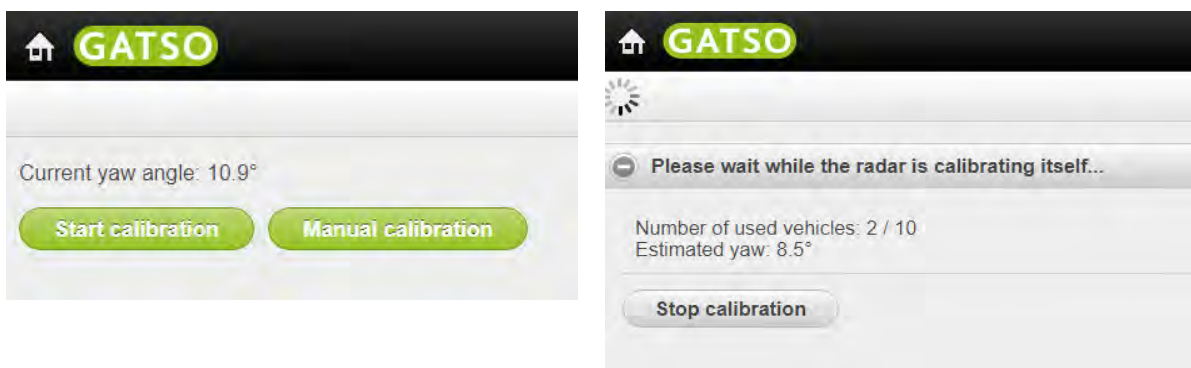 GATSO
Current yaw angle: 10.9°
Start calibration
Manual calibration
GATSO
Please wait while the radar is calibrating itself...
Number of used vehicles: 2 / 10
Estimated yaw: 8.5°
Stop calibration